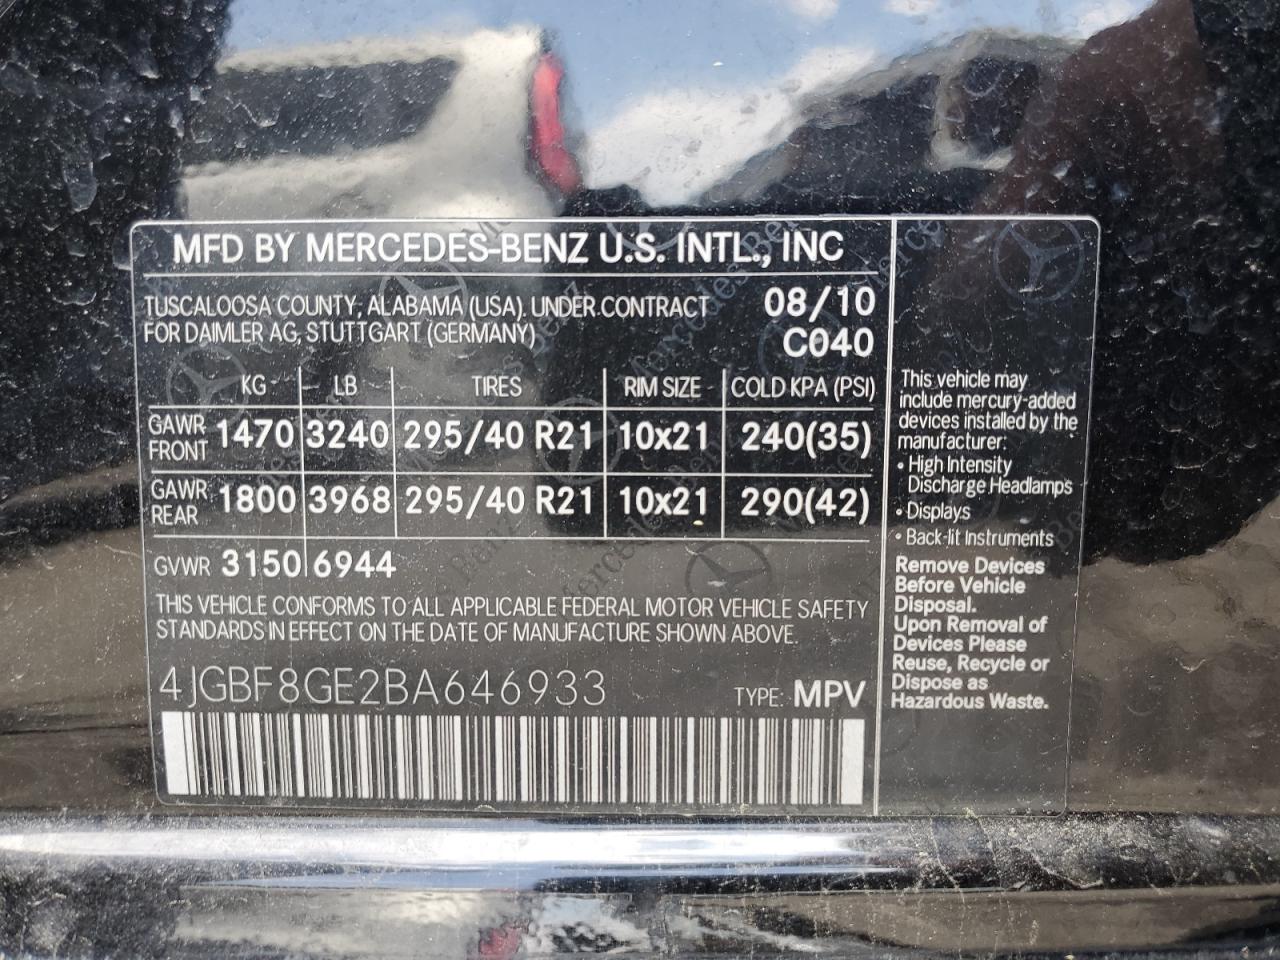 MFD BY MERCEDES-BENZ U.S. INTL., INC
TUSCALOOSA COUNTY, ALABAMA (USA). UNDER CONTRACT 08/10
FOR DAIMLER AG, STUTTGART (GERMANY) C040
KG LB TIRES RIM SIZE COLD KPA (PSI)
GAWR FRONT 1470 3240 295/40 R21 10x21 240(35)
GAWR REAR 1800 3968 295/40 R21 10x21 290(42)
GVWR 3150 6944
THIS VEHICLE CONFORMS TO ALL APPLICABLE FEDERAL MOTOR VEHICLE SAFETY
STANDARDS IN EFFECT ON THE DATE OF MANUFACTURE SHOWN ABOVE.
4JGBF8GE2BA646933 TYPE: MPV
This vehicle may
include mercury-added
devices installed by the
manufacturer:
• High Intensity
Discharge Headlamps
• Displays
• Back-lit Instruments
Remove Devices
Before Vehicle
Disposal.
Upon Removal of
Devices Please
Reuse, Recycle or
Dispose as
Hazardous Waste.